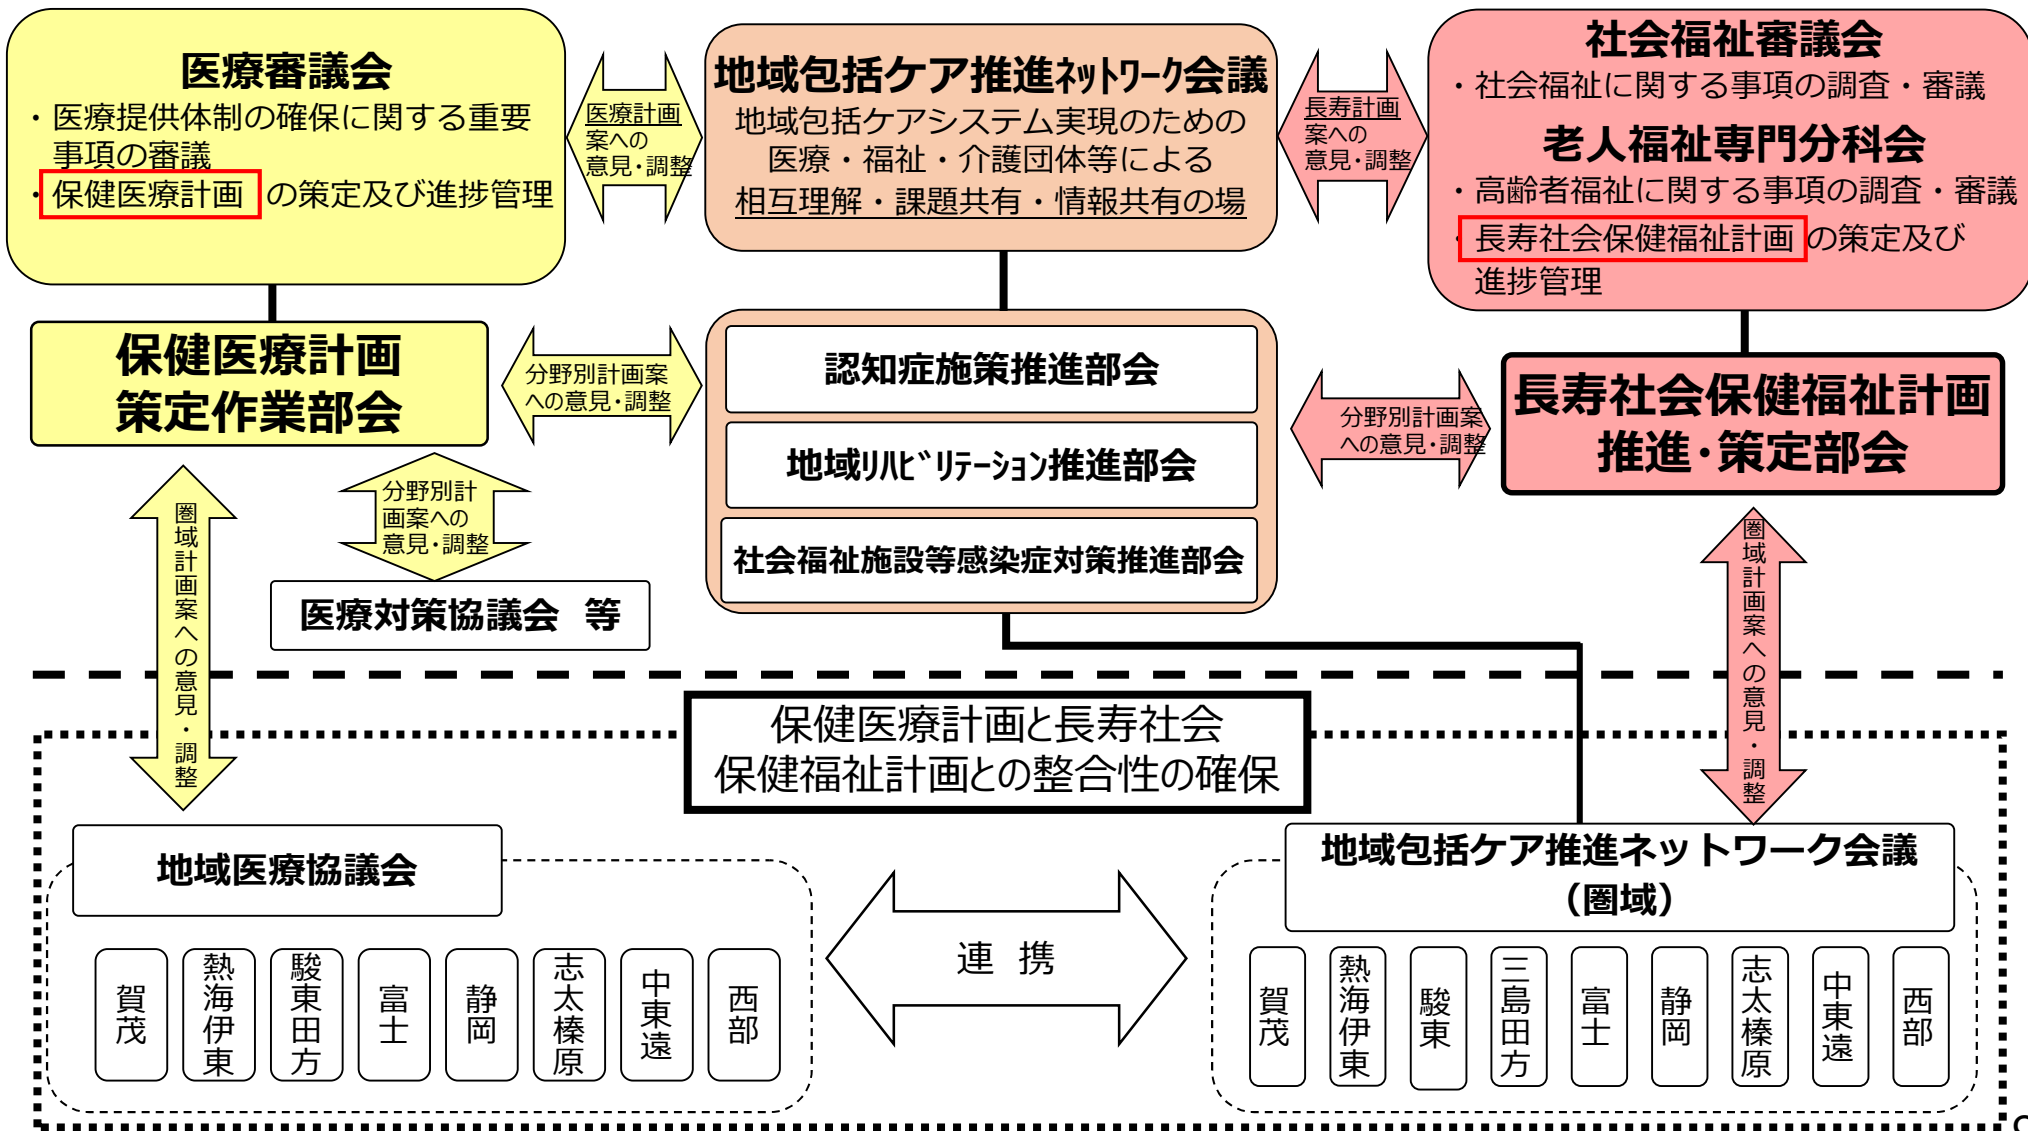 医療審議会
・医療提供体制の確保に関する重要
事項の審議
・保健医療計画 の策定及び進捗管理
医療計画
案への
意見・調整
地域包括ケア推進ネットワーク会議
地域包括ケアシステム実現のための
医療・福祉・介護団体等による
相互理解・課題共有・情報共有の場
長寿計画
案への
意見・調整
社会福祉審議会
・社会福祉に関する事項の調査・審議
老人福祉専門分科会
・高齢者福祉に関する事項の調査・審議
・長寿社会保健福祉計画 の策定及び
進捗管理
保健医療計画
策定作業部会
分野別計画案
への意見・調整
認知症施策推進部会
地域リハビリテーション推進部会
社会福祉施設等感染症対策推進部会
分野別計画案
への意見・調整
長寿社会保健福祉計画
推進・策定部会
圏域計画案への意見・調整
分野別計
画案への
意見・調整
医療対策協議会 等
圏域計画案への意見・調整
保健医療計画と長寿社会
保健福祉計画との整合性の確保
地域医療協議会
賀茂
熱海伊東
駿東田方
富士
静岡
志太榛原
中東遠
西部
連 携
地域包括ケア推進ネットワーク会議
（圏域）
賀茂
熱海伊東
駿東
三島田方
富士
静岡
志太榛原
中東遠
西部